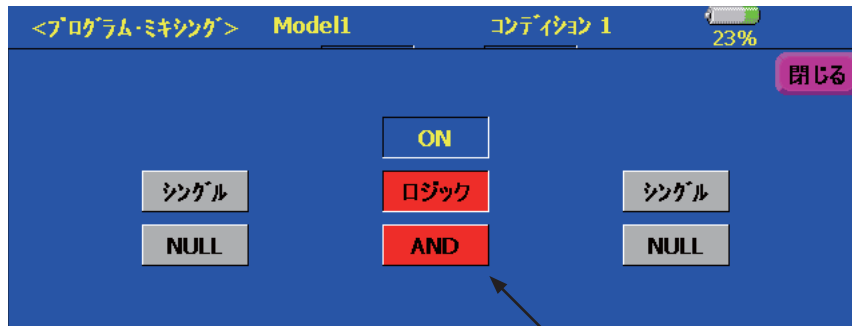 <ﾌﾟﾛｸﾞﾗﾑ･ﾐｷｼﾝｸﾞ> Model1 ｺﾝﾃﾞｨｼｮﾝ 1 23%
閉じる
ON
ｼﾝｸﾞﾙ ロジック ｼﾝｸﾞﾙ
NULL AND NULL